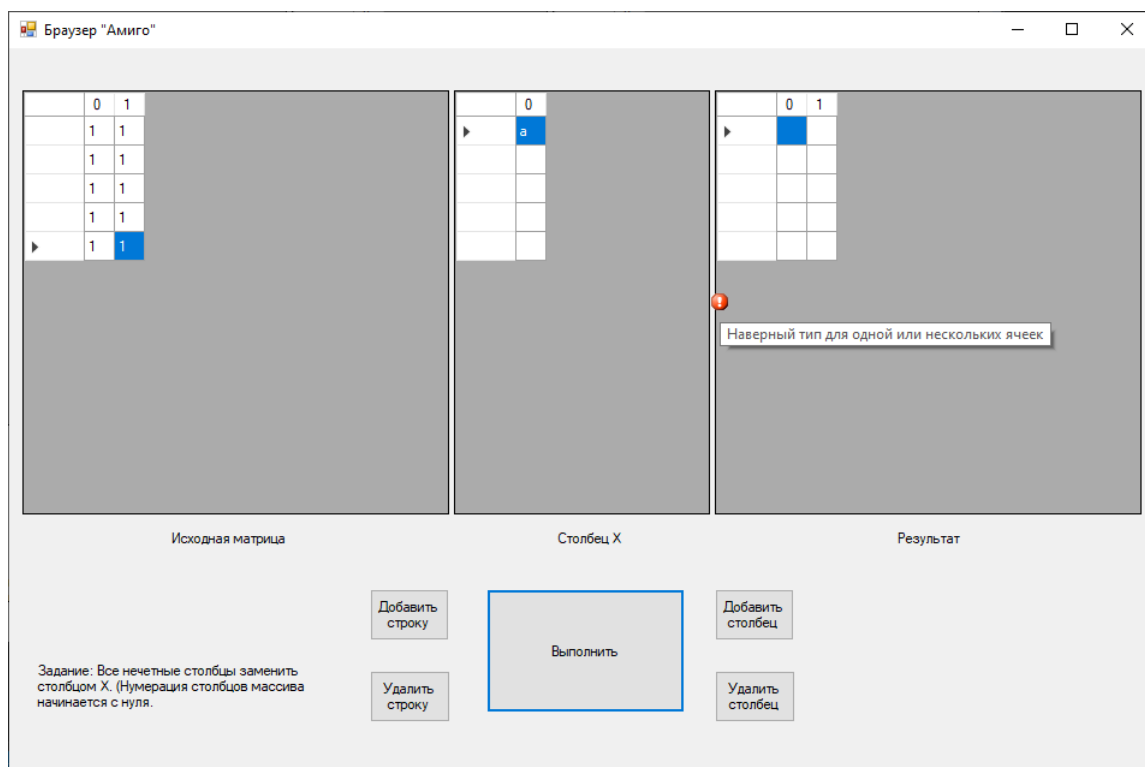 Браузер "Амиго"
0 1
1 1
1 1
1 1
1 1
1 1
0
a
0 1
Наверный тип для одной или нескольких ячеек
Исходная матрица
Столбец X
Результат
Добавить
строку
Выполнить
Добавить
столбец
Задание: Все нечетные столбцы заменить
столбцом X. (Нумерация столбцов массива
начинается с нуля.
Удалить
строку
Удалить
столбец